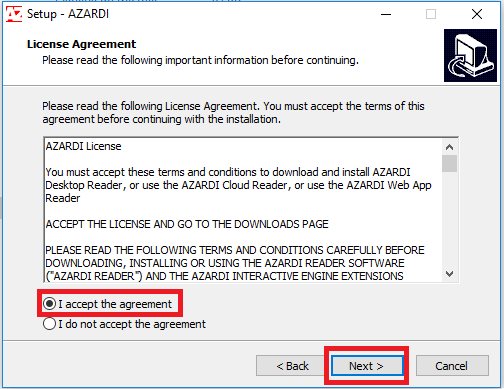 Setup - AZARDI
License Agreement
Please read the following important information before continuing.
Please read the following License Agreement. You must accept the terms of this
agreement before continuing with the installation.
AZARDI License
You must accept these terms and conditions to download and install AZARDI
Desktop Reader, or use the AZARDI Cloud Reader, or use the AZARDI Web App
Reader
ACCEPT THE LICENSE AND GO TO THE DOWNLOADS PAGE
PLEASE READ THE FOLLOWING TERMS AND CONDITIONS CAREFULLY BEFORE
DOWNLOADING, INSTALLING OR USING THE AZARDI READER SOFTWARE
("AZARDI READER") AND THE AZARDI INTERACTIVE ENGINE EXTENSIONS
I accept the agreement
I do not accept the agreement
< Back
Next >
Cancel